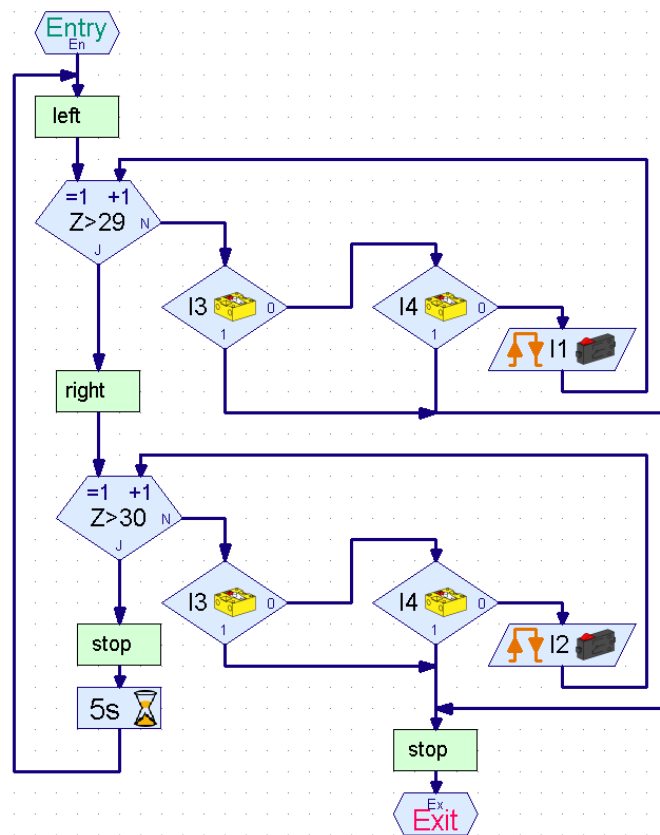 Entry
En
left
=1 +1
Z>29
N
J
I3
0
1
I4
0
1
I1
right
=1 +1
Z>30
N
J
I3
0
1
I4
0
1
I2
stop
5s
stop
Ex
Exit